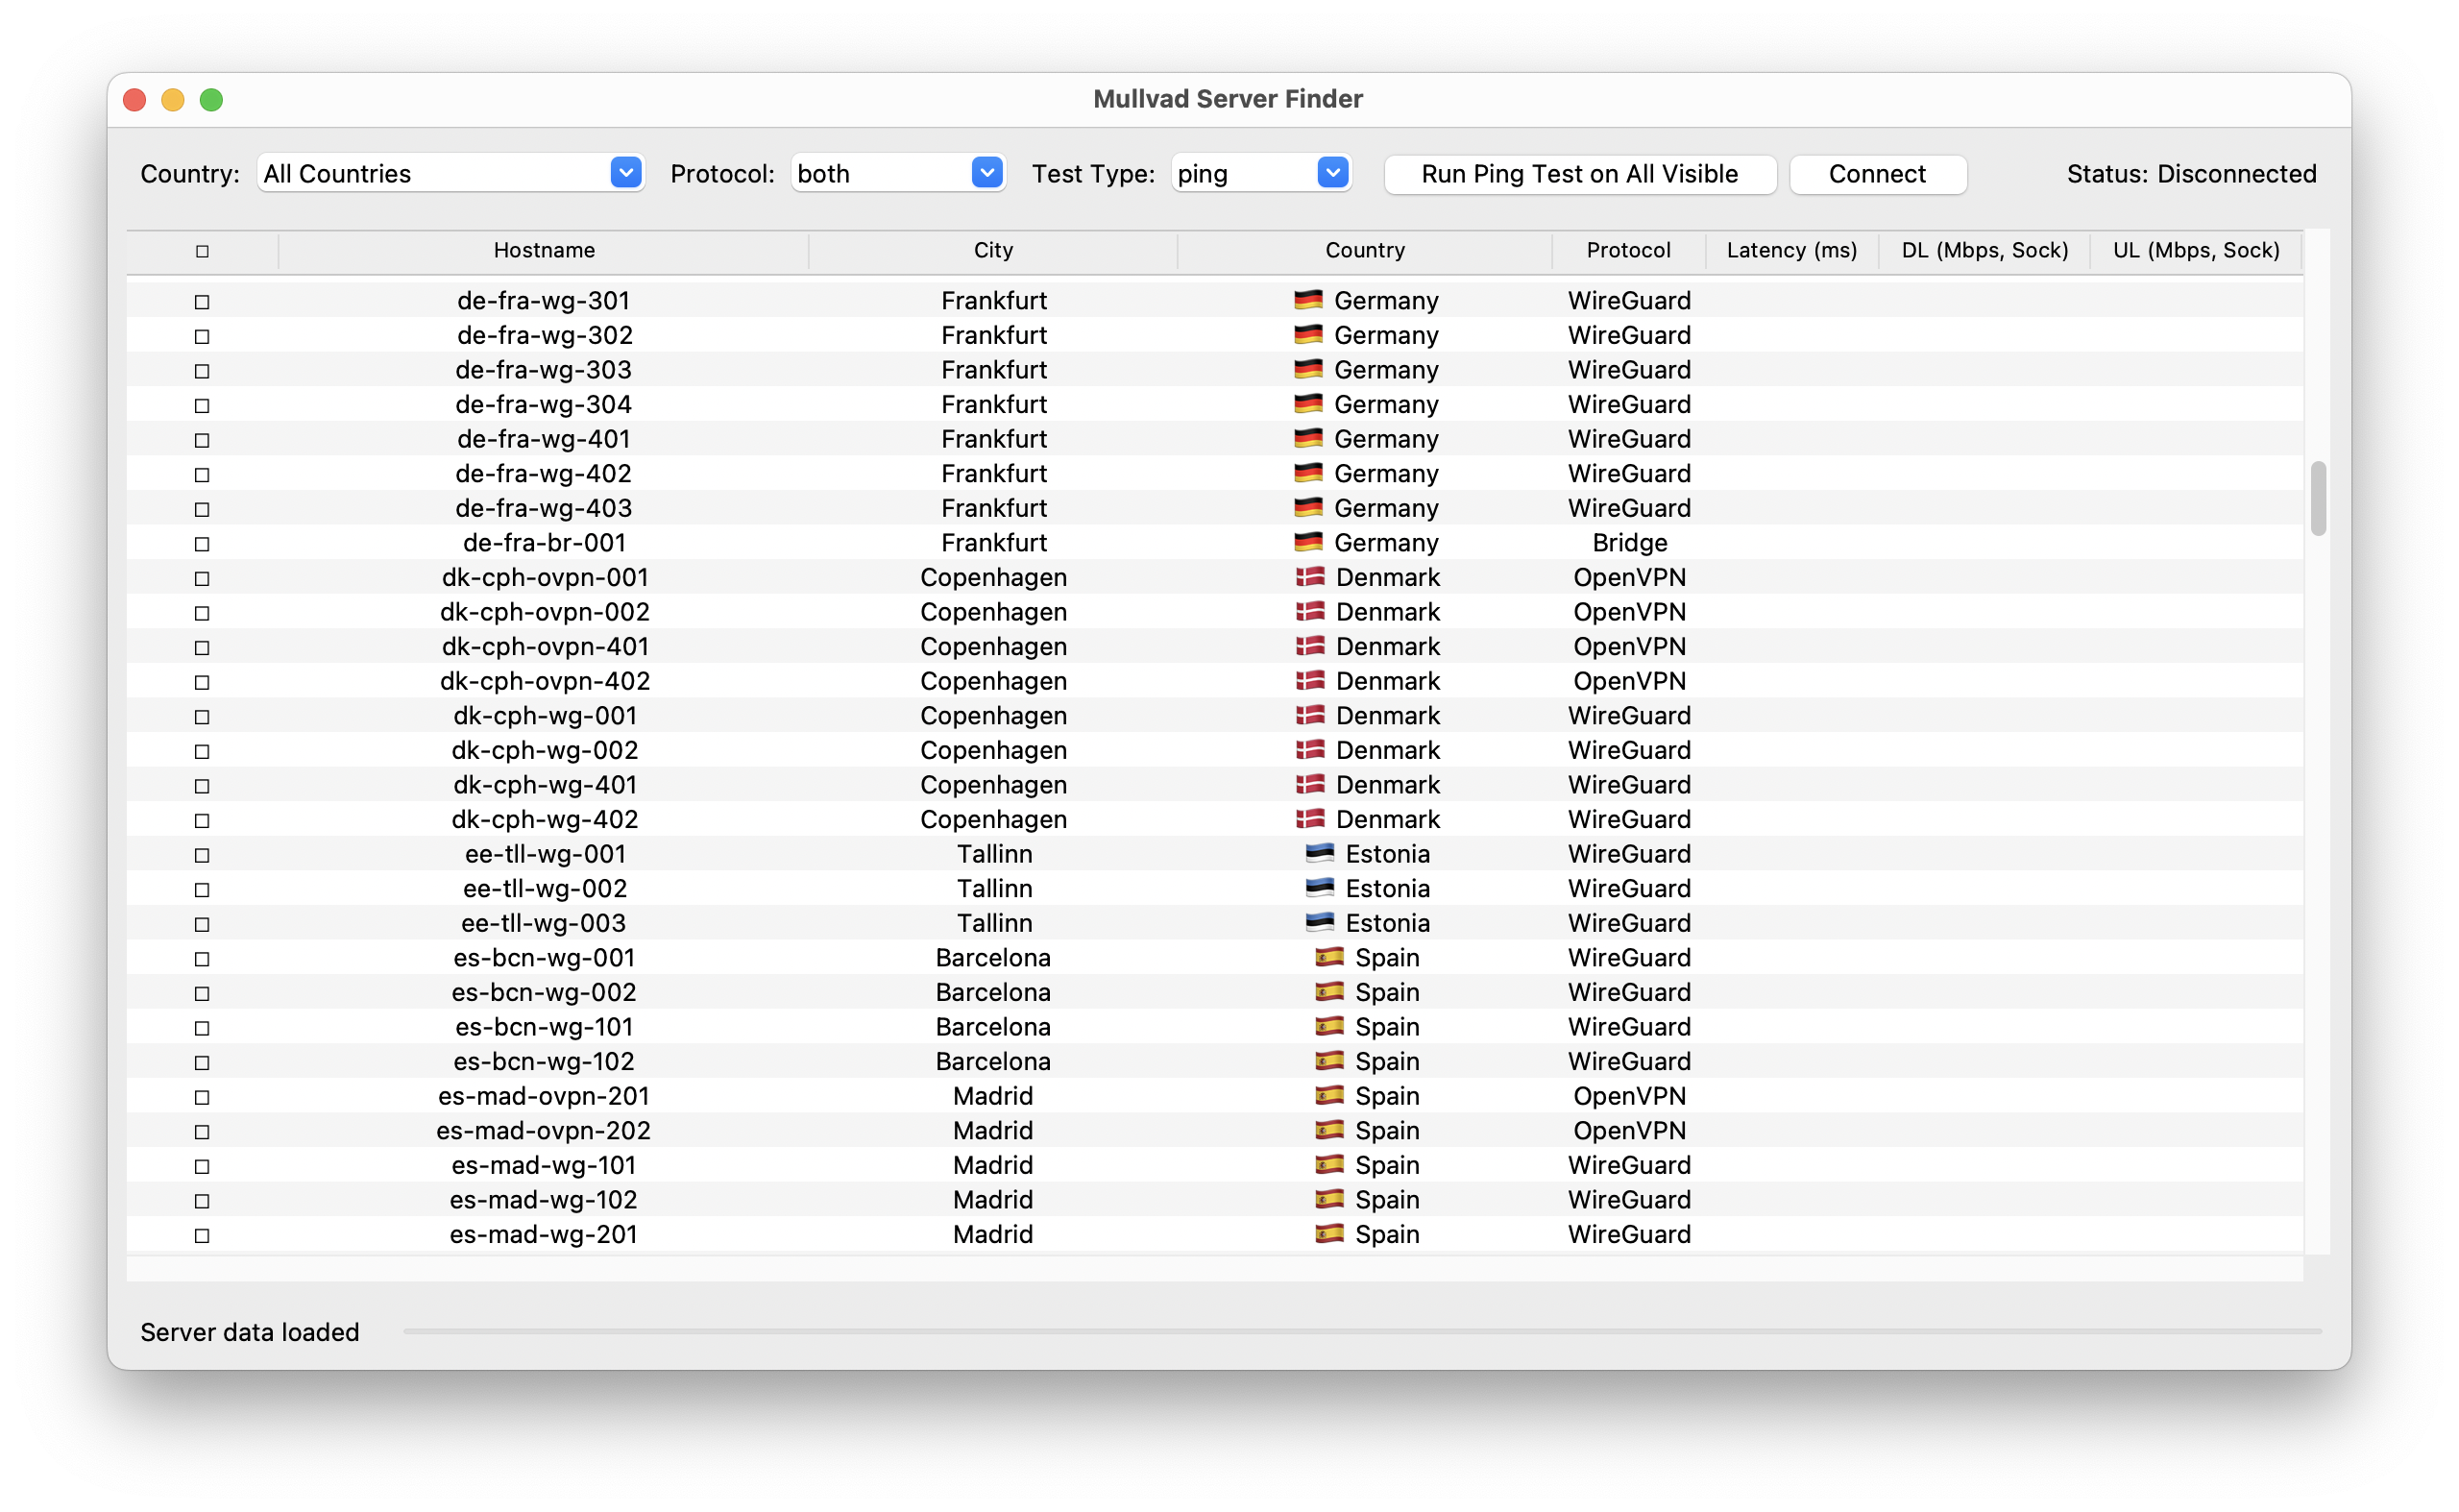 Mullvad Server Finder
Country: All Countries Protocol: both Test Type: ping Run Ping Test on All Visible Connect Status: Disconnected
Hostname City Country Protocol Latency (ms) DL (Mbps, Sock) UL (Mbps, Sock)
de-fra-wg-301 Frankfurt Germany WireGuard
de-fra-wg-302 Frankfurt Germany WireGuard
de-fra-wg-303 Frankfurt Germany WireGuard
de-fra-wg-304 Frankfurt Germany WireGuard
de-fra-wg-401 Frankfurt Germany WireGuard
de-fra-wg-402 Frankfurt Germany WireGuard
de-fra-wg-403 Frankfurt Germany WireGuard
de-fra-br-001 Frankfurt Germany Bridge
dk-cph-ovpn-001 Copenhagen Denmark OpenVPN
dk-cph-ovpn-002 Copenhagen Denmark OpenVPN
dk-cph-ovpn-401 Copenhagen Denmark OpenVPN
dk-cph-ovpn-402 Copenhagen Denmark OpenVPN
dk-cph-wg-001 Copenhagen Denmark WireGuard
dk-cph-wg-002 Copenhagen Denmark WireGuard
dk-cph-wg-401 Copenhagen Denmark WireGuard
dk-cph-wg-402 Copenhagen Denmark WireGuard
ee-tll-wg-001 Tallinn Estonia WireGuard
ee-tll-wg-002 Tallinn Estonia WireGuard
ee-tll-wg-003 Tallinn Estonia WireGuard
es-bcn-wg-001 Barcelona Spain WireGuard
es-bcn-wg-002 Barcelona Spain WireGuard
es-bcn-wg-101 Barcelona Spain WireGuard
es-bcn-wg-102 Barcelona Spain WireGuard
es-mad-ovpn-201 Madrid Spain OpenVPN
es-mad-ovpn-202 Madrid Spain OpenVPN
es-mad-wg-101 Madrid Spain WireGuard
es-mad-wg-102 Madrid Spain WireGuard
es-mad-wg-201 Madrid Spain WireGuard
Server data loaded